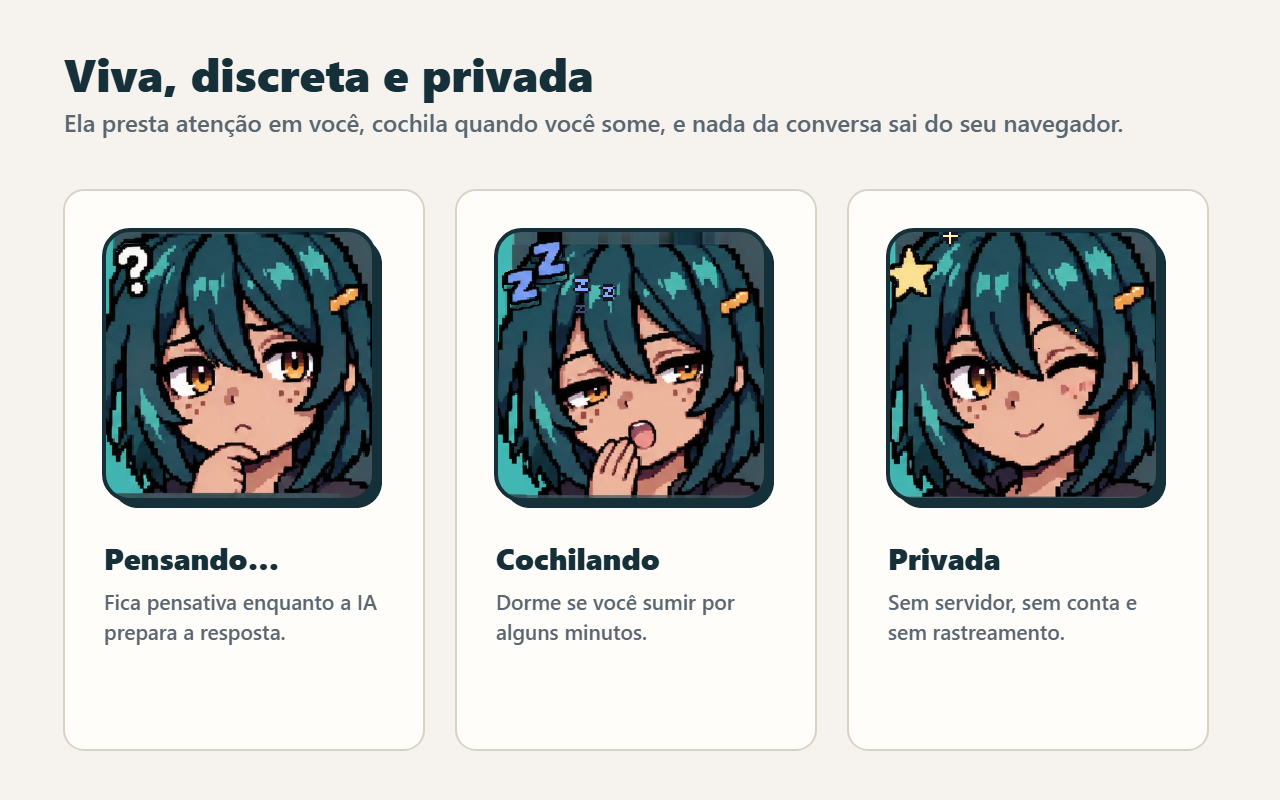 Viva, discreta e privada
Ela presta atenção em você, cochila quando você some, e nada da conversa sai do seu navegador.
?
Z Z z z z
Pensando...
Fica pensativa enquanto a IA
prepara a resposta.
Cochilando
Dorme se você sumir por
alguns minutos.
Privada
Sem servidor, sem conta e
sem rastreamento.